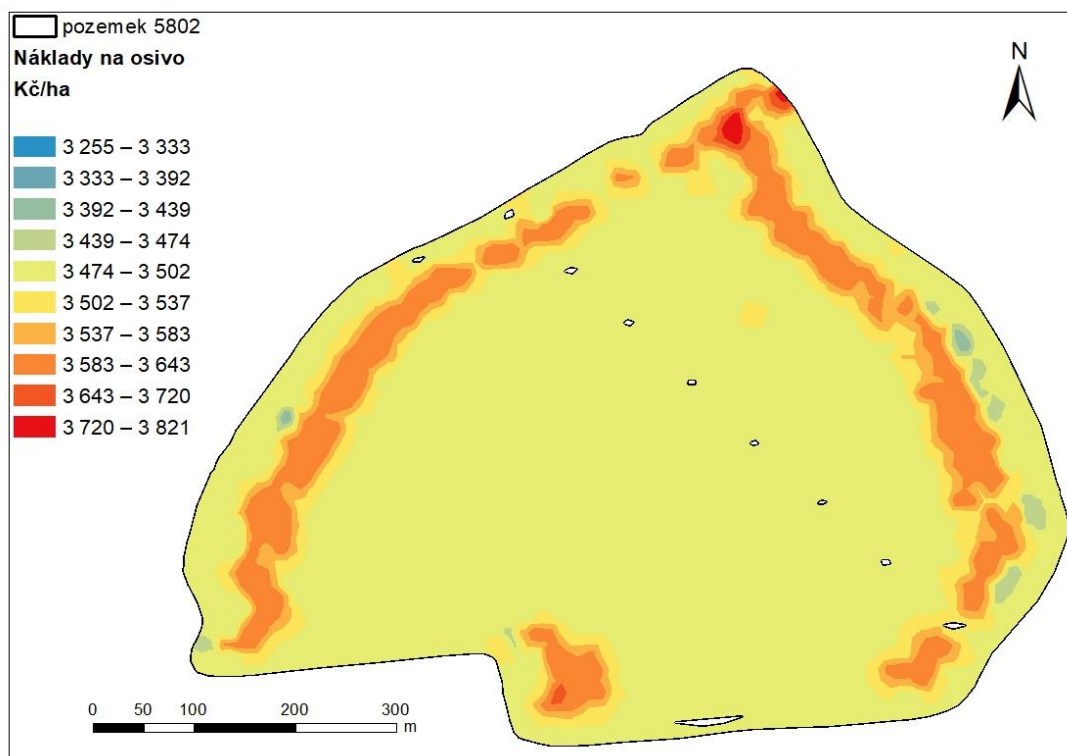 pozemek 5802
Náklady na osivo
Kč/ha
3 255 – 3 333
3 333 – 3 392
3 392 – 3 439
3 439 – 3 474
3 474 – 3 502
3 502 – 3 537
3 537 – 3 583
3 583 – 3 643
3 643 – 3 720
3 720 – 3 821
N
0 50 100 200 300
m